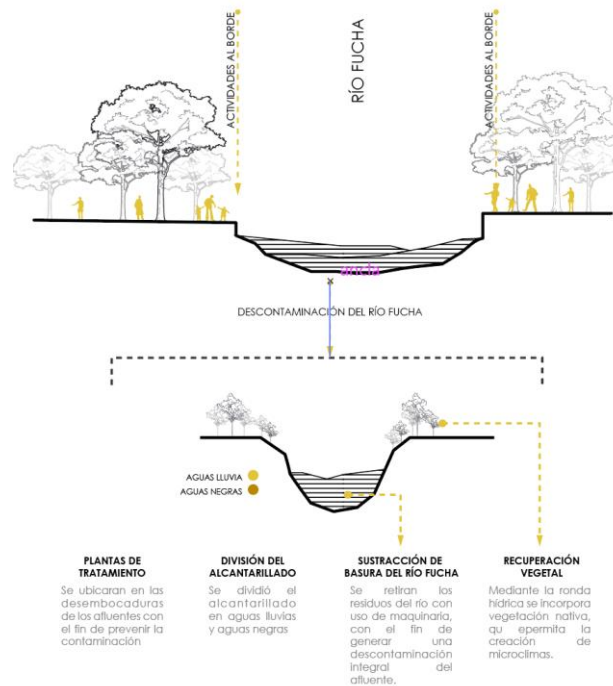 ACTIVIDADES AL BORDE
RÍO FUCHA
ACTIVIDADES AL BORDE
ancla
DESCONTAMINACIÓN DEL RÍO FUCHA
AGUAS LLUVIA
AGUAS NEGRAS
PLANTAS DE
TRATAMIENTO
Se ubicaran en las
desembocaduras
de los afluentes con
el fin de prevenir la
contaminación
DIVISIÓN DEL
ALCANTARILLADO
Se dividió el
alcantarillado
en aguas lluvias
y aguas negras
SUSTRACCIÓN DE
BASURA DEL RÍO FUCHA
Se retiran los
residuos del río con
uso de maquinaria,
con el fin de
generar una
descontaminación
integral del
afluente.
RECUPERACIÓN
VEGETAL
Mediante la ronda
hídrica se incorpora
vegetación nativa,
qu epermita la
creación de
microclimas.